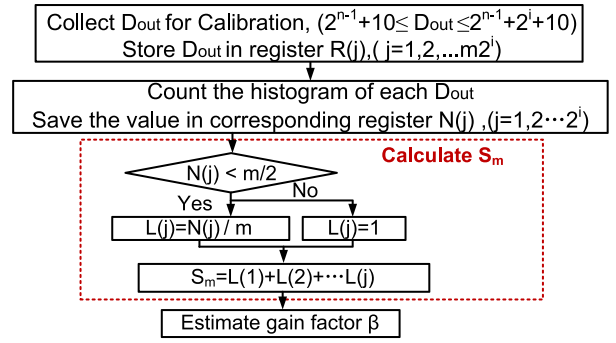 Collect Dout for Calibration, (2ⁿ⁻¹+10≤ Dout ≤2ⁿ⁻¹+2ⁱ+10)
Store Dout in register R(j),( j=1,2,...m2ⁱ)
Count the histogram of each Dout
Save the value in corresponding register N(j) ,(j=1,2⋯2ⁱ)
Calculate Sm
N(j) < m/2
Yes
No
L(j)=N(j) / m
L(j)=1
Sm=L(1)+L(2)+⋯L(j)
Estimate gain factor β